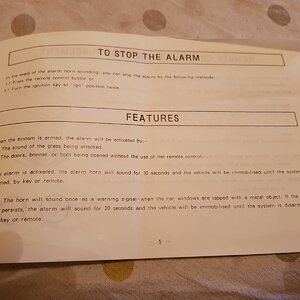 TO STOP THE ALARM
In the event of the alarm horn sounding, you can stop the alarm by the following methods:
Press the remote control button or
Turn the ignition key to "ign" position twice.
FEATURES
When the system is armed, the alarm will be activated by;-
The sound of the glass being attacked.
The doors, bonnet, or boot being opened without the use of the remote control.
alarm is activated, the alarm horn will sound for 30 seconds and the vehicle will be immobilised until the system
med, by key or remote.
The horn will sound once as a warning signal when the car windows are tapped with a metal object. If the
persists, the alarm will sound for 30 seconds and the vehicle will be immobilised until the system is disarm
key or remote.
— 5 —